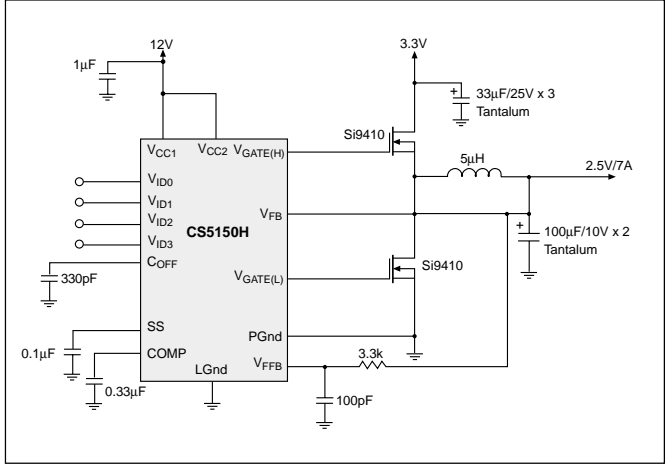 12V
3.3V
1µF
33µF/25V x 3
Tantalum
Si9410
5µH
2.5V/7A
VCC1
VCC2
VGATE(H)
VID0
VID1
VID2
VID3
CS5150H
VFB
100µF/10V x 2
Tantalum
COFF
330pF
VGATE(L)
Si9410
SS
PGnd
0.1µF
COMP
3.3k
LGnd
VFFB
0.33µF
100pF